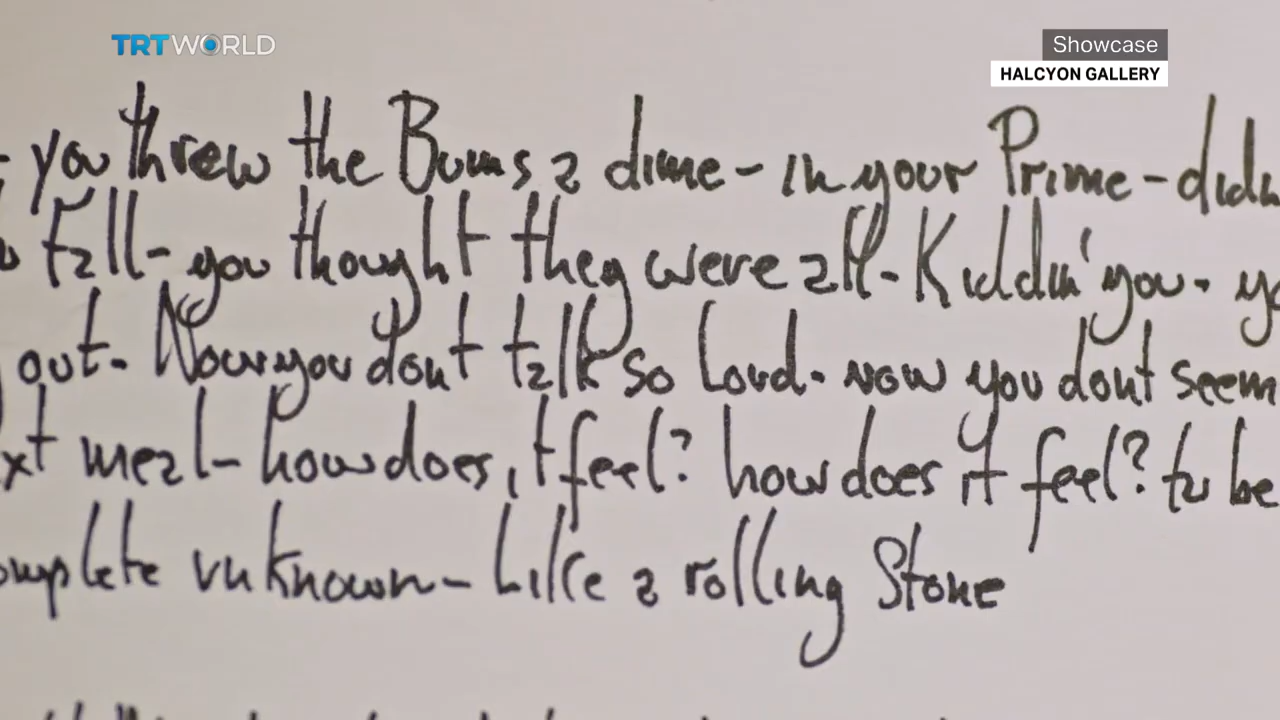 TRT WORLD
Showcase
HALCYON GALLERY
you threw the Bums a dime - in your Prime - didn
fall - you thought they were all - Kiddin' you - yo
out - Now you dont talk so loud - now you dont seem
xt meal - how does it feel? how does it feel? to be
omplete unknown - Like a rolling Stone